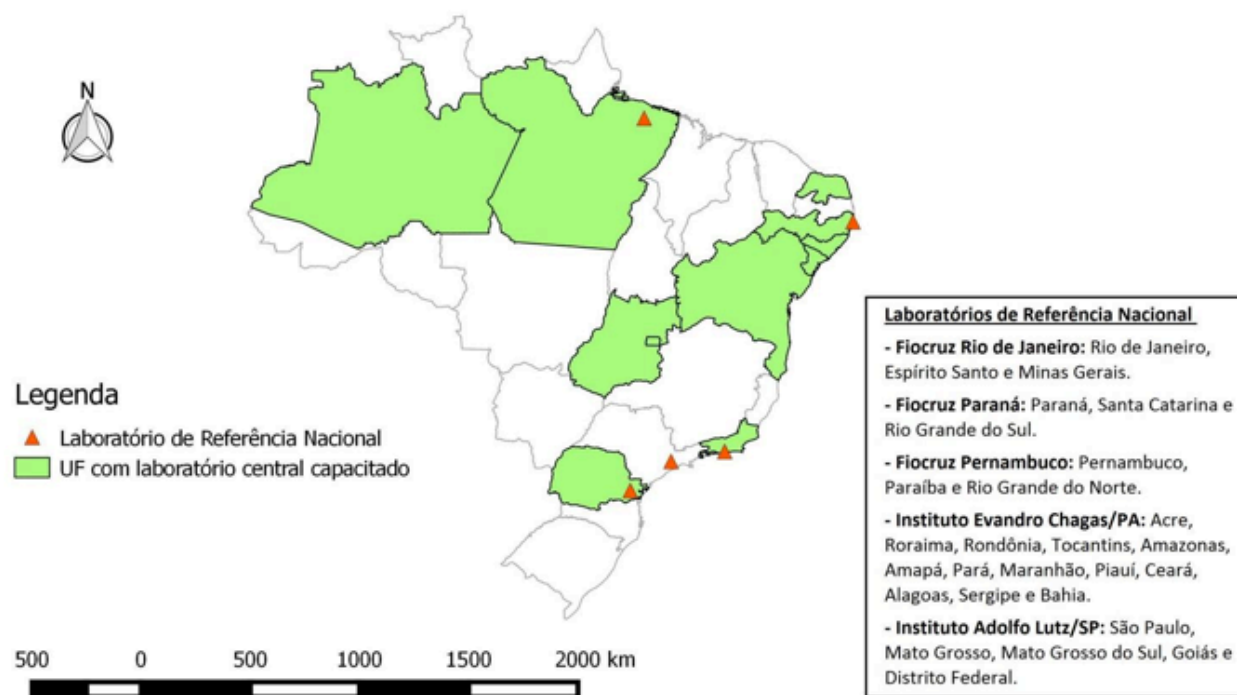 N
Legenda
Laboratório de Referência Nacional
UF com laboratório central capacitado
500 0 500 1000 1500 2000 km
Laboratórios de Referência Nacional
- Fiocruz Rio de Janeiro: Rio de Janeiro,
Espírito Santo e Minas Gerais.
- Fiocruz Paraná: Paraná, Santa Catarina e
Rio Grande do Sul.
- Fiocruz Pernambuco: Pernambuco,
Paraíba e Rio Grande do Norte.
- Instituto Evandro Chagas/PA: Acre,
Roraima, Rondônia, Tocantins, Amazonas,
Amapá, Pará, Maranhão, Piauí, Ceará,
Alagoas, Sergipe e Bahia.
- Instituto Adolfo Lutz/SP: São Paulo,
Mato Grosso, Mato Grosso do Sul, Goiás e
Distrito Federal.